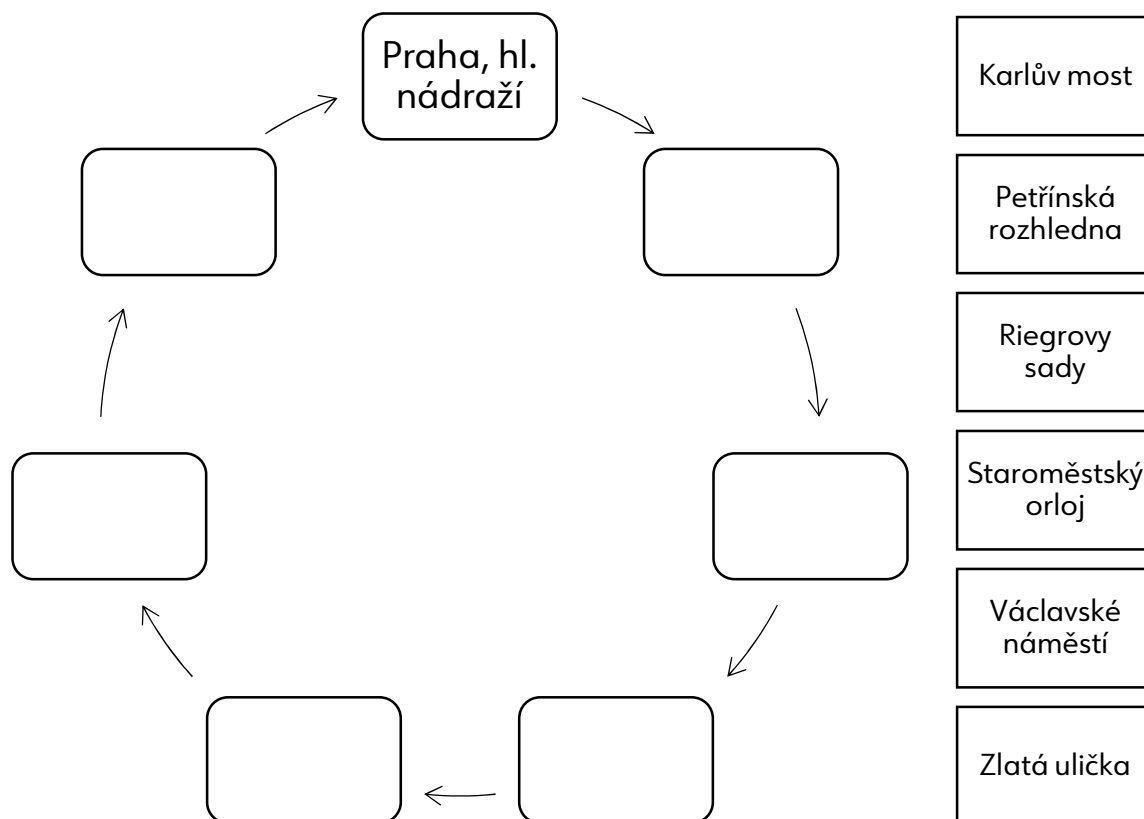 Praha, hl.
nádraží
Karlův most
Petřínská
rozhledna
Riegrovy
sady
Staroměstský
orloj
Václavské
náměstí
Zlatá ulička